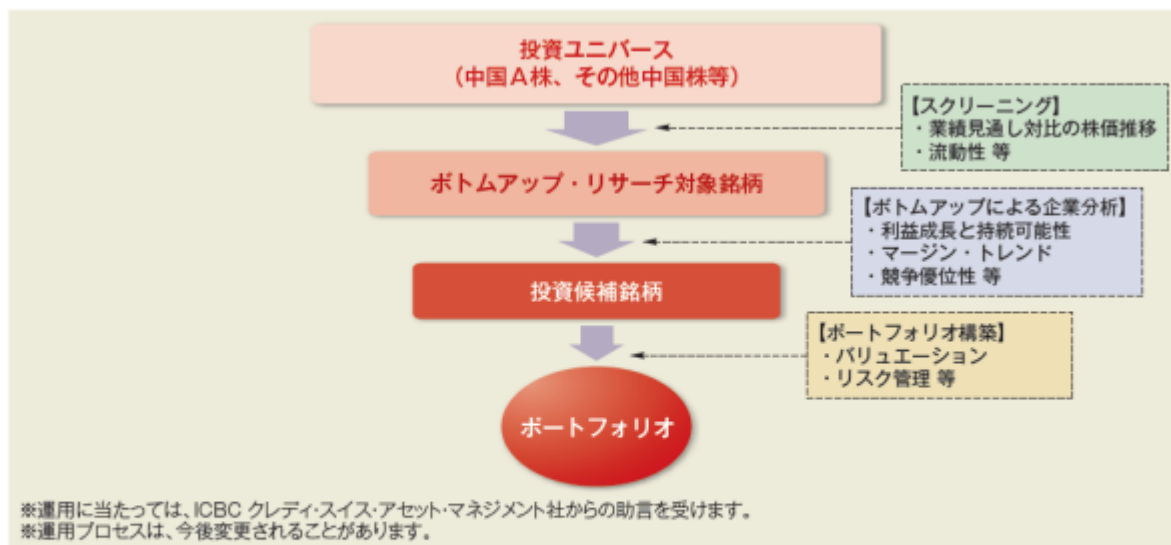 投資ユニバース
（中国A株、その他中国株等）
【スクリーニング】
・業績見通し対比の株価推移
・流動性 等
ボトムアップ・リサーチ対象銘柄
【ボトムアップによる企業分析】
・利益成長と持続可能性
・マージン・トレンド
・競争優位性 等
投資候補銘柄
【ポートフォリオ構築】
・バリュエーション
・リスク管理 等
ポートフォリオ
※運用に当たっては、ICBC クレディ・スイス・アセット・マネジメント社からの助言を受けます。
※運用プロセスは、今後変更されることがあります。